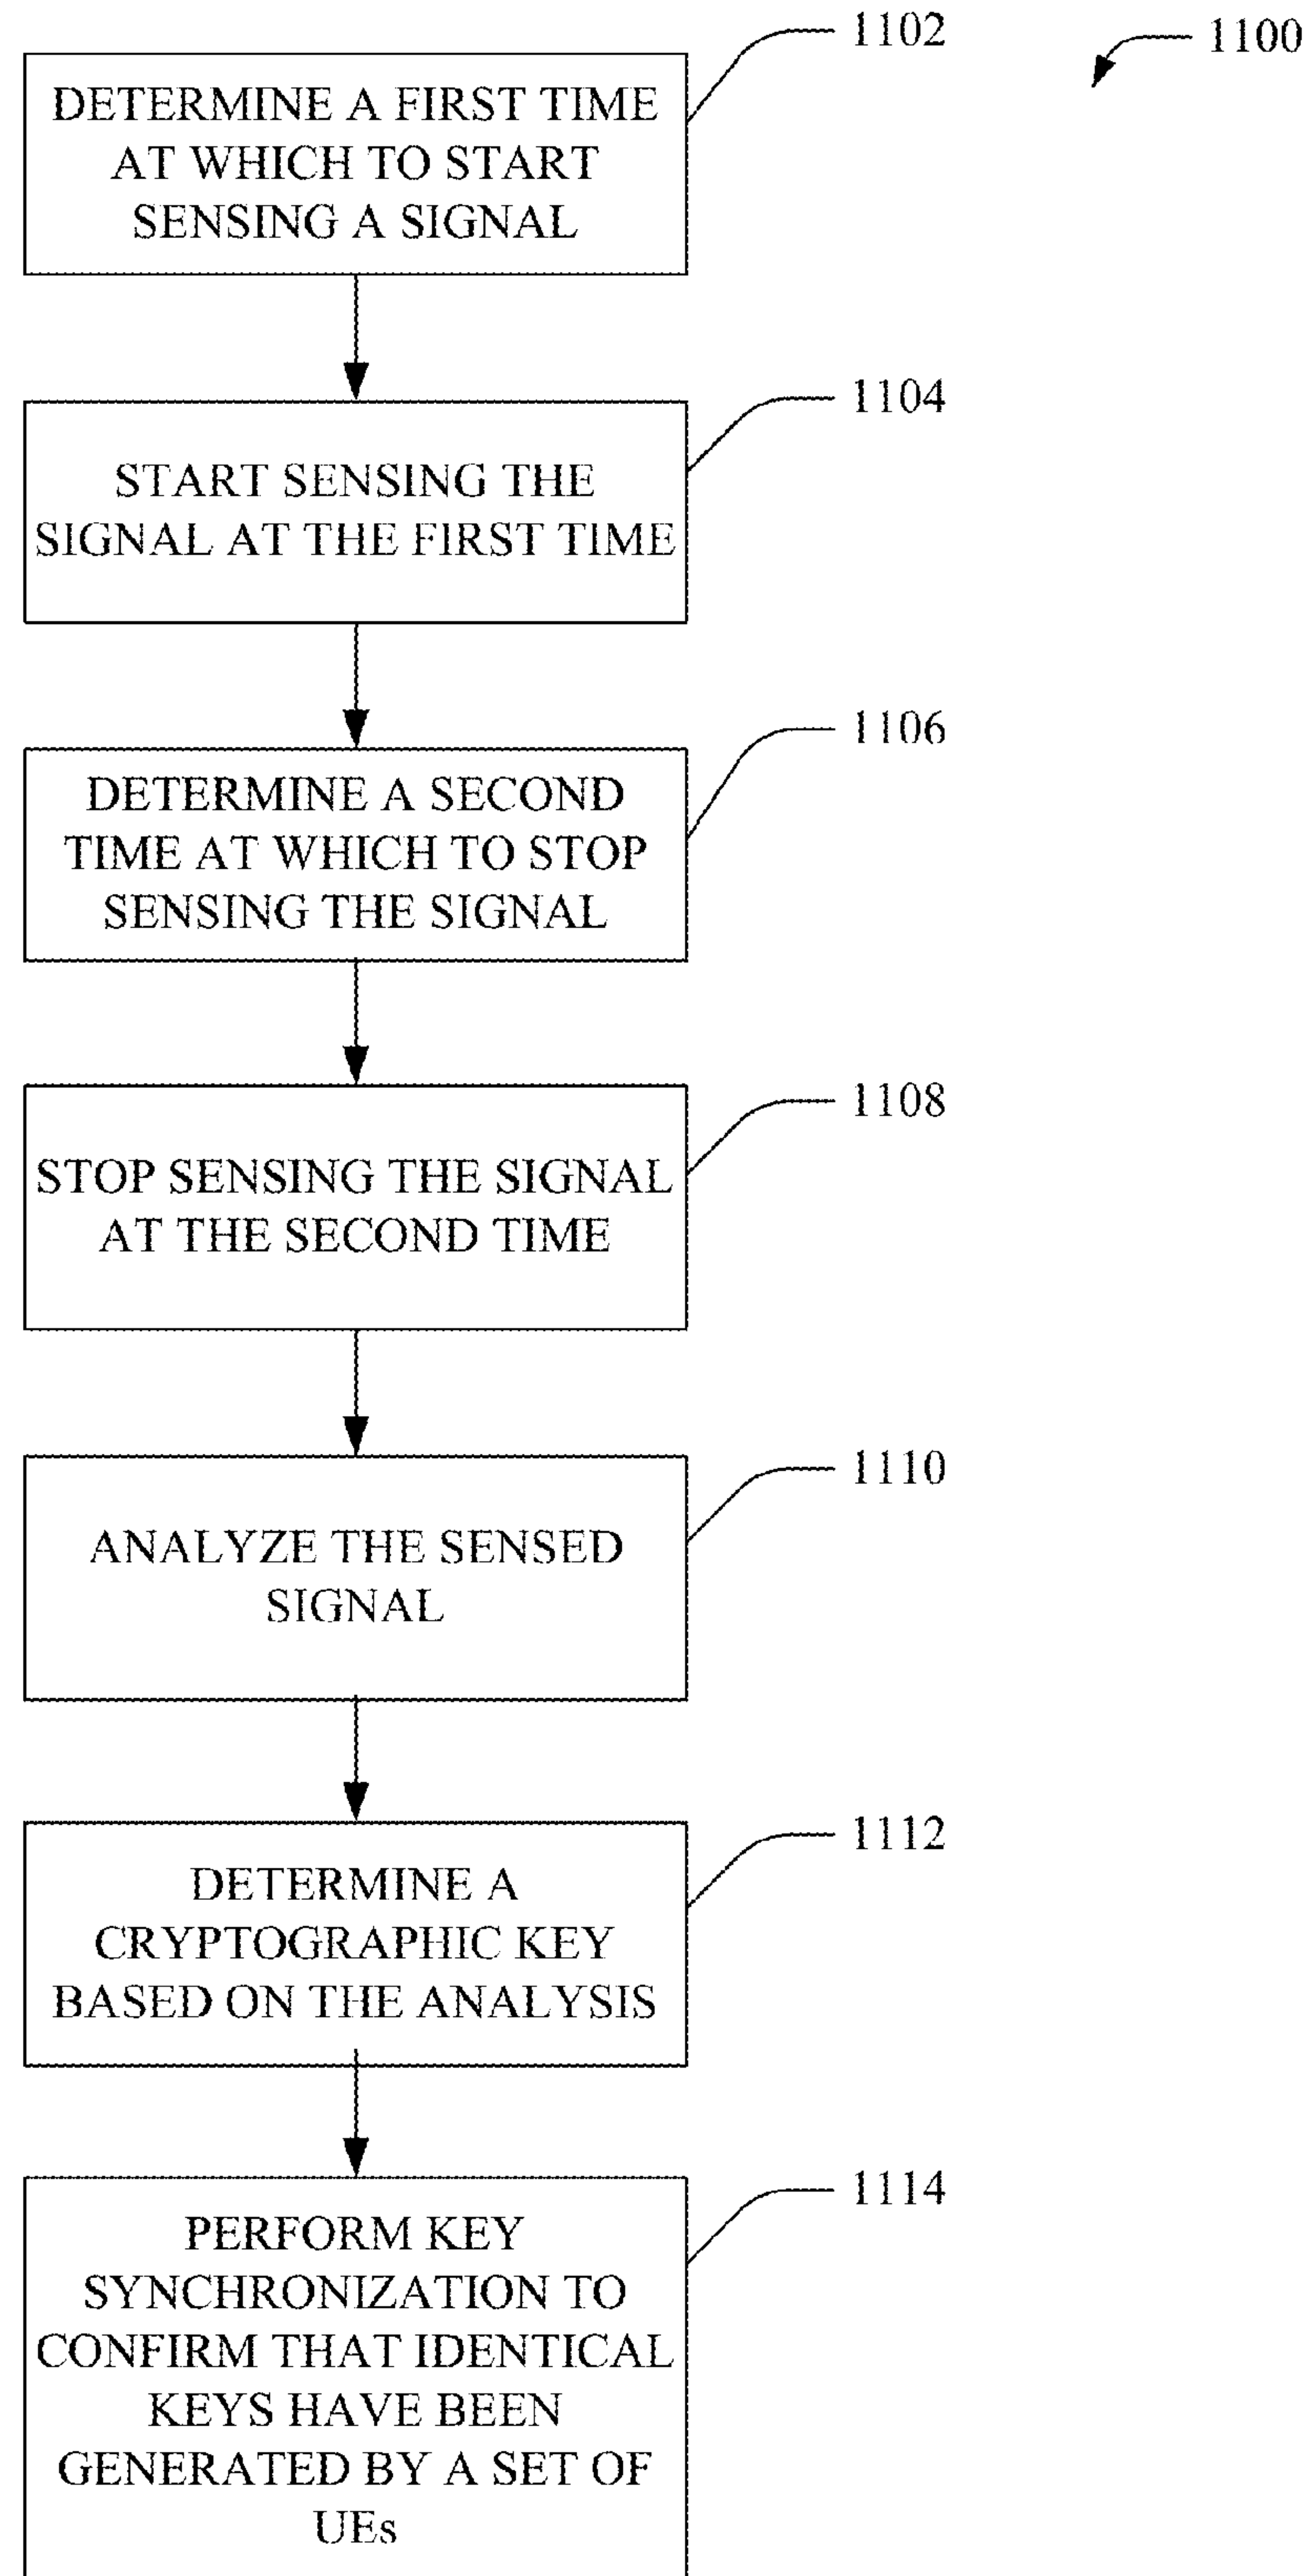 1100
1102
DETERMINE A FIRST TIME
AT WHICH TO START
SENSING A SIGNAL
1104
START SENSING THE
SIGNAL AT THE FIRST TIME
1106
DETERMINE A SECOND
TIME AT WHICH TO STOP
SENSING THE SIGNAL
1108
STOP SENSING THE SIGNAL
AT THE SECOND TIME
1110
ANALYZE THE SENSED
SIGNAL
1112
DETERMINE A
CRYPTOGRAPHIC KEY
BASED ON THE ANALYSIS
1114
PERFORM KEY
SYNCHRONIZATION TO
CONFIRM THAT IDENTICAL
KEYS HAVE BEEN
GENERATED BY A SET OF
UEs